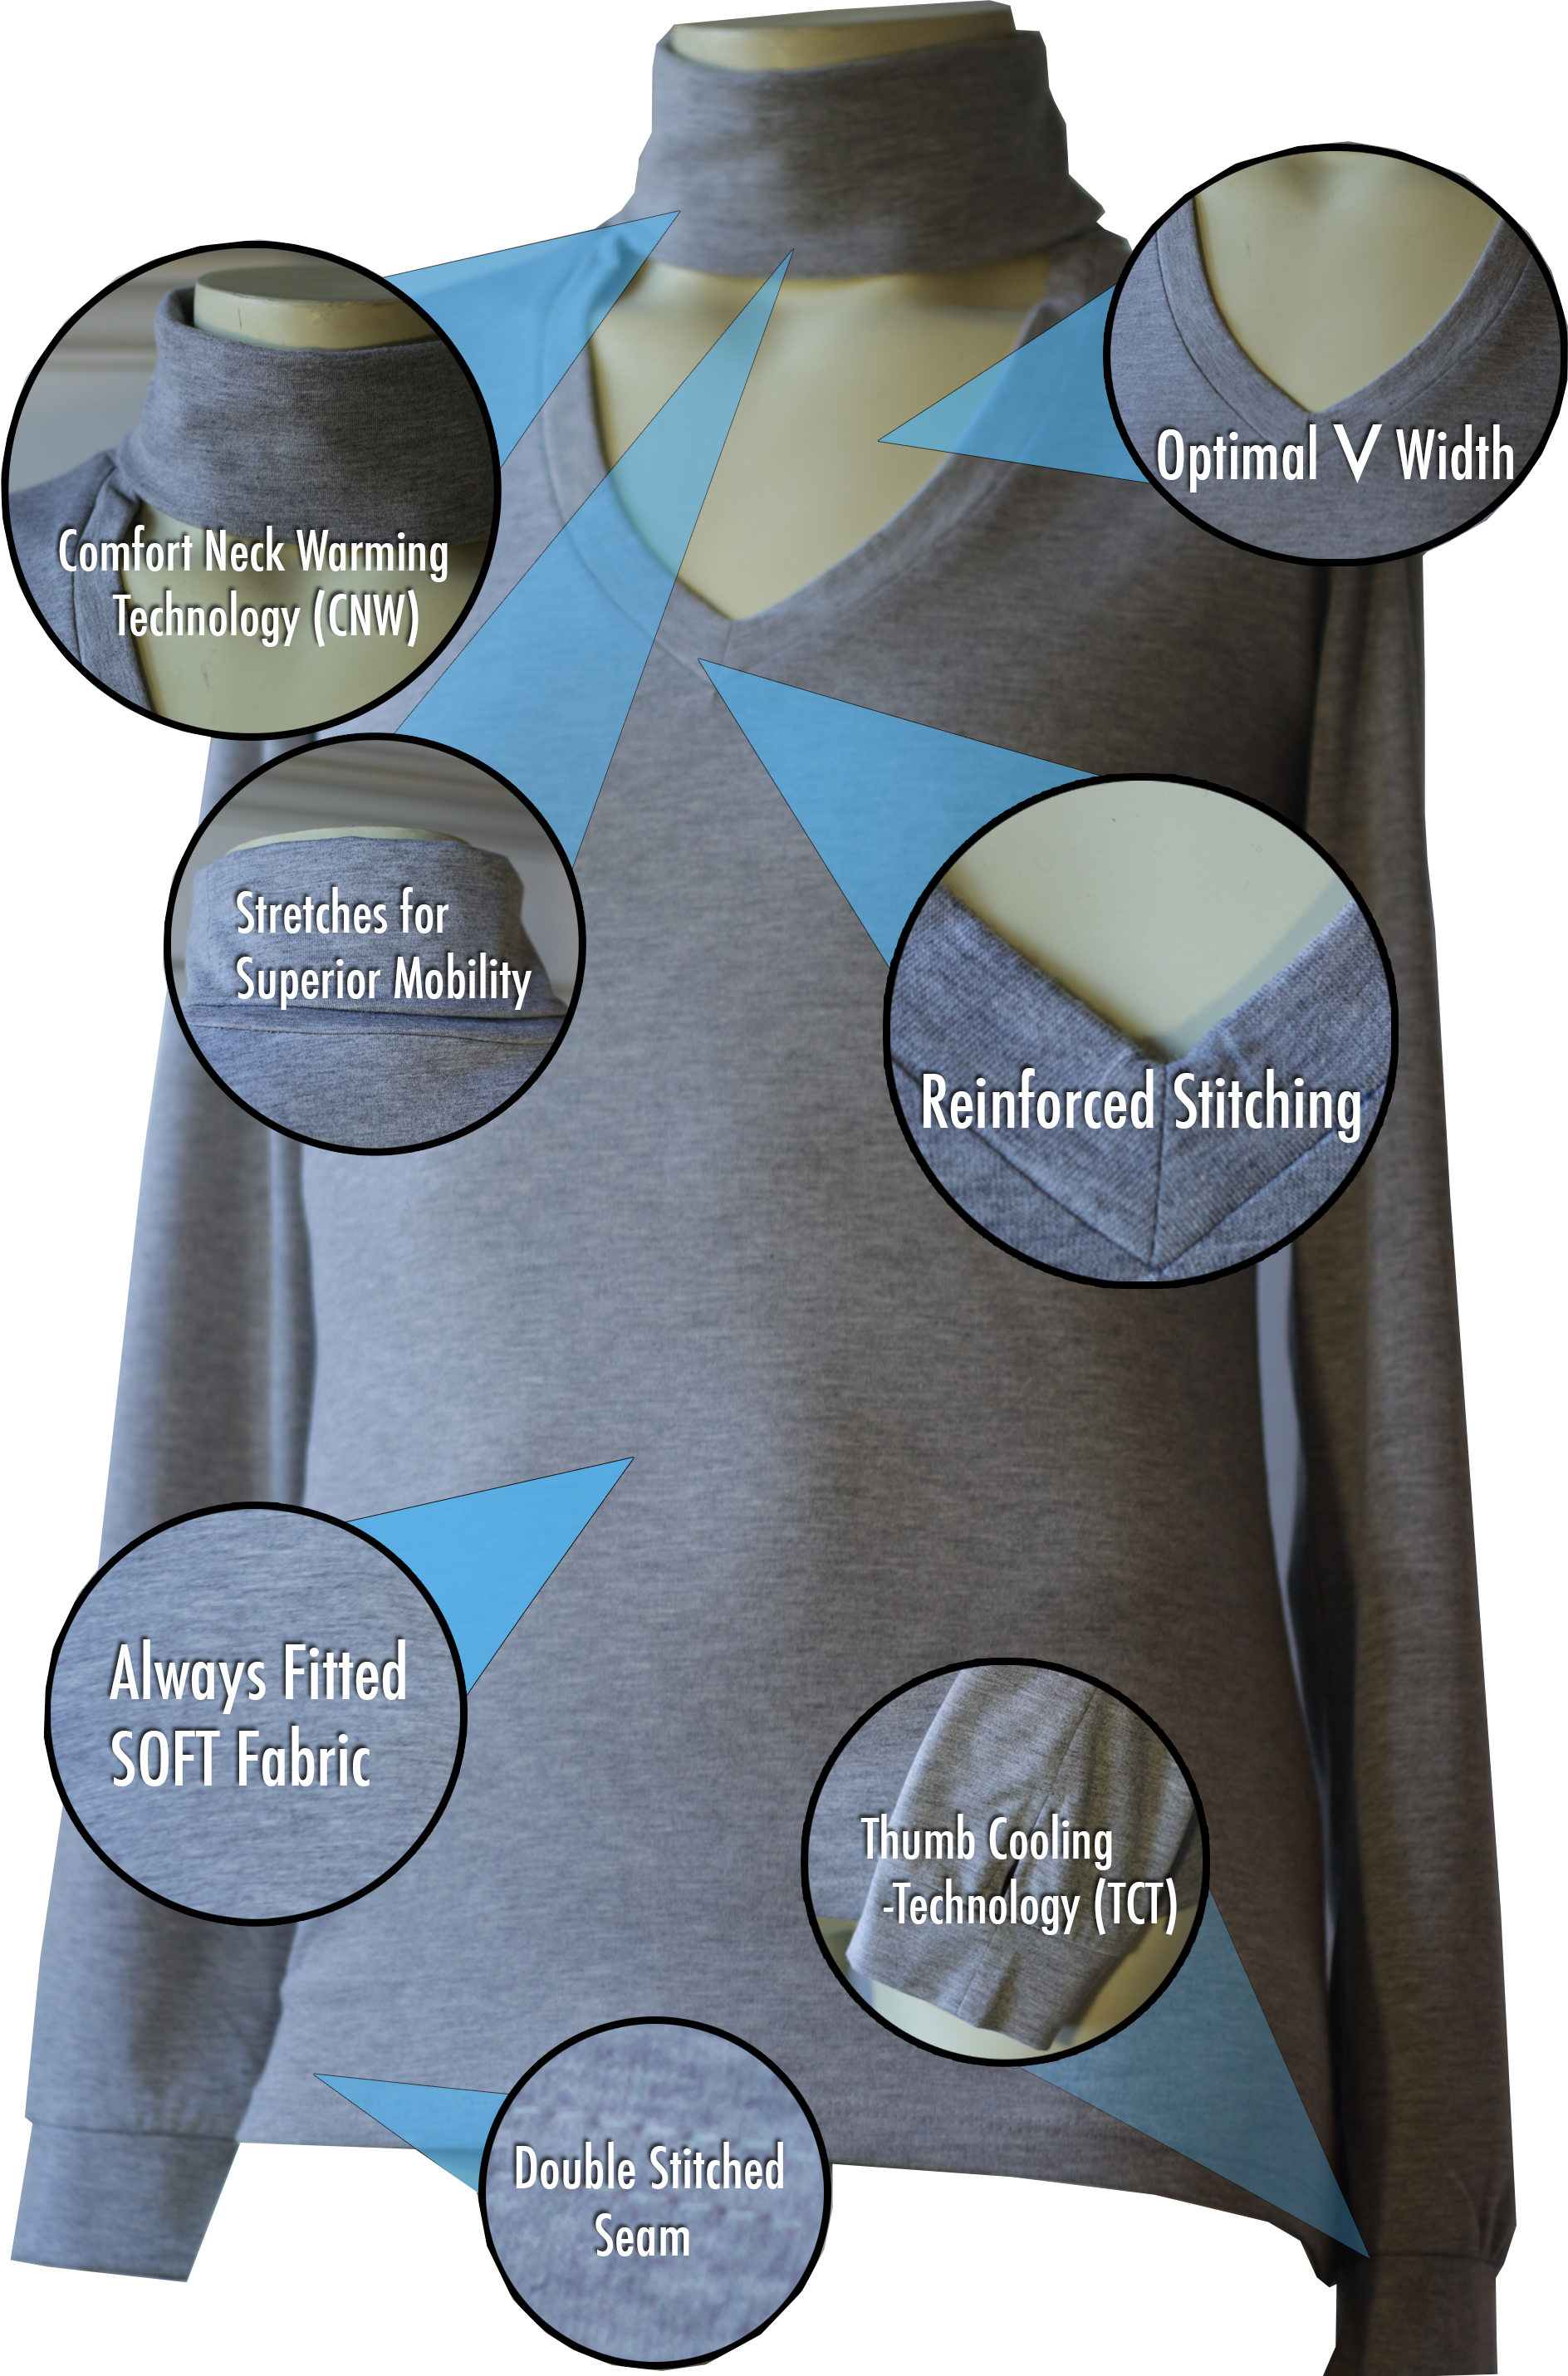 Optimal V Width
Comfort Neck Warming
Technology (CNW)
Stretches for
Superior Mobility
Reinforced Stitching
Always Fitted
SOFT Fabric
Thumb Cooling
-Technology (TCT)
Double Stitched
Seam